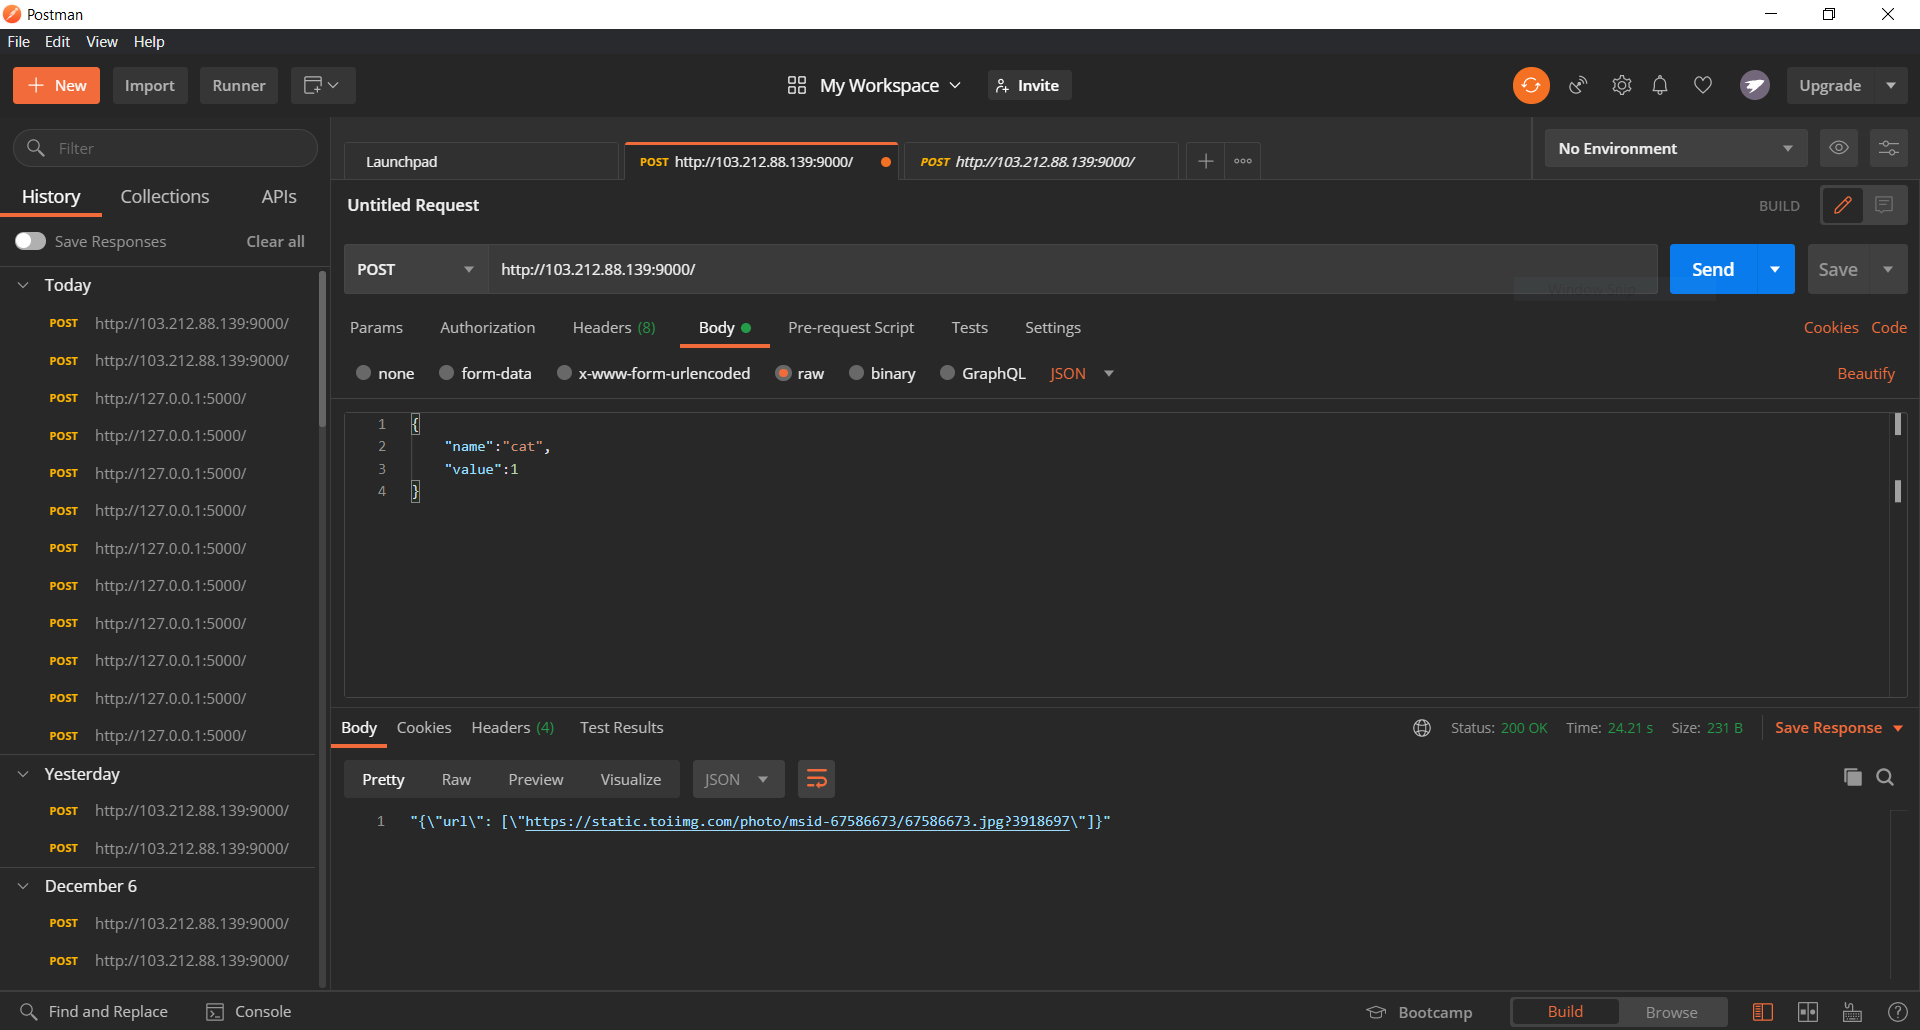 Postman
File Edit View Help
New Import Runner My Workspace Invite Upgrade
Filter
Launchpad POST http://103.212.88.139:9000/ POST http://103.212.88.139:9000/ No Environment
History Collections APIs
Untitled Request BUILD
Save Responses Clear all
POST http://103.212.88.139:9000/ Send Save
Today
POST http://103.212.88.139:9000/
POST http://103.212.88.139:9000/
POST http://127.0.0.1:5000/
POST http://127.0.0.1:5000/
POST http://127.0.0.1:5000/
POST http://127.0.0.1:5000/
POST http://127.0.0.1:5000/
POST http://127.0.0.1:5000/
POST http://127.0.0.1:5000/
POST http://127.0.0.1:5000/
POST http://127.0.0.1:5000/
POST http://127.0.0.1:5000/
Yesterday
POST http://103.212.88.139:9000/
POST http://103.212.88.139:9000/
December 6
POST http://103.212.88.139:9000/
POST http://103.212.88.139:9000/
Params Authorization Headers (8) Body Pre-request Script Tests Settings Cookies Code
none form-data x-www-form-urlencoded raw binary GraphQL JSON Beautify
1 {
2 "name":"cat",
3 "value":1
4 }
Body Cookies Headers (4) Test Results Status: 200 OK Time: 24.21 s Size: 231 B Save Response
Pretty Raw Preview Visualize JSON
1 "{\"url\": [\"https://static.toiimg.com/photo/msid-67586673/67586673.jpg?3918697\"]}"
Find and Replace Console Bootcamp Build Browse